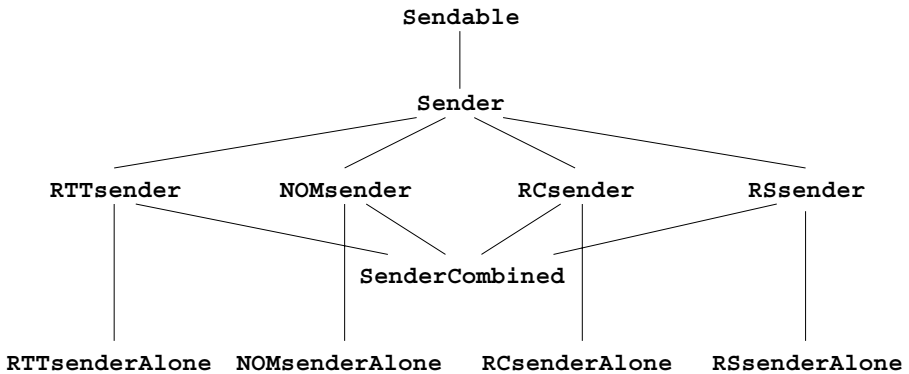 Sendable
Sender
RTTsender NOMsender RCsender RSsender
SenderCombined
RTTsenderAlone NOMsenderAlone RCsenderAlone RSsenderAlone